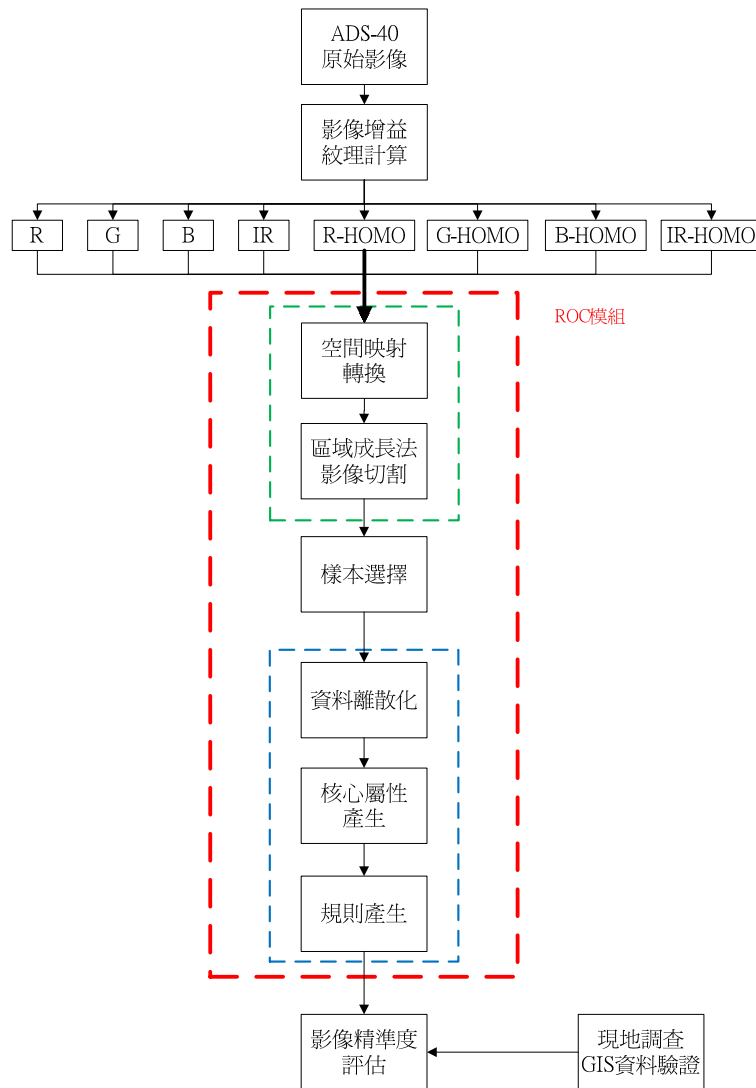 ADS-40
原始影像
影像增益
紋理計算
R
G
B
IR
R-HOMO
G-HOMO
B-HOMO
IR-HOMO
ROC模組
空間映射
轉換
區域成長法
影像切割
樣本選擇
資料離散化
核心屬性
產生
規則產生
影像精準度
評估
現地調查
GIS資料驗證